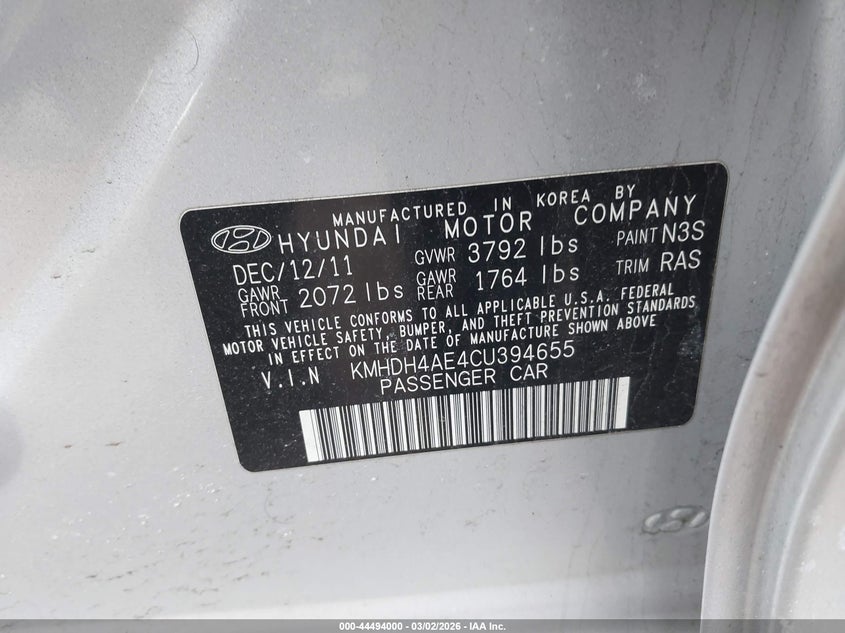 MANUFACTURED IN KOREA BY
HYUNDAI MOTOR COMPANY
DEC/12/11 GVWR 3792 lbs PAINT N3S
GAWR FRONT 2072 lbs GAWR REAR 1764 lbs TRIM RAS
THIS VEHICLE CONFORMS TO ALL APPLICABLE U.S.A. FEDERAL
MOTOR VEHICLE SAFETY, BUMPER, AND THEFT PREVENTION STANDARDS
IN EFFECT ON THE DATE OF MANUFACTURE SHOWN ABOVE
V.I.N KMHDH4AE4CU394655
PASSENGER CAR
000-44494000 - 03/02/2026 - IAA Inc.